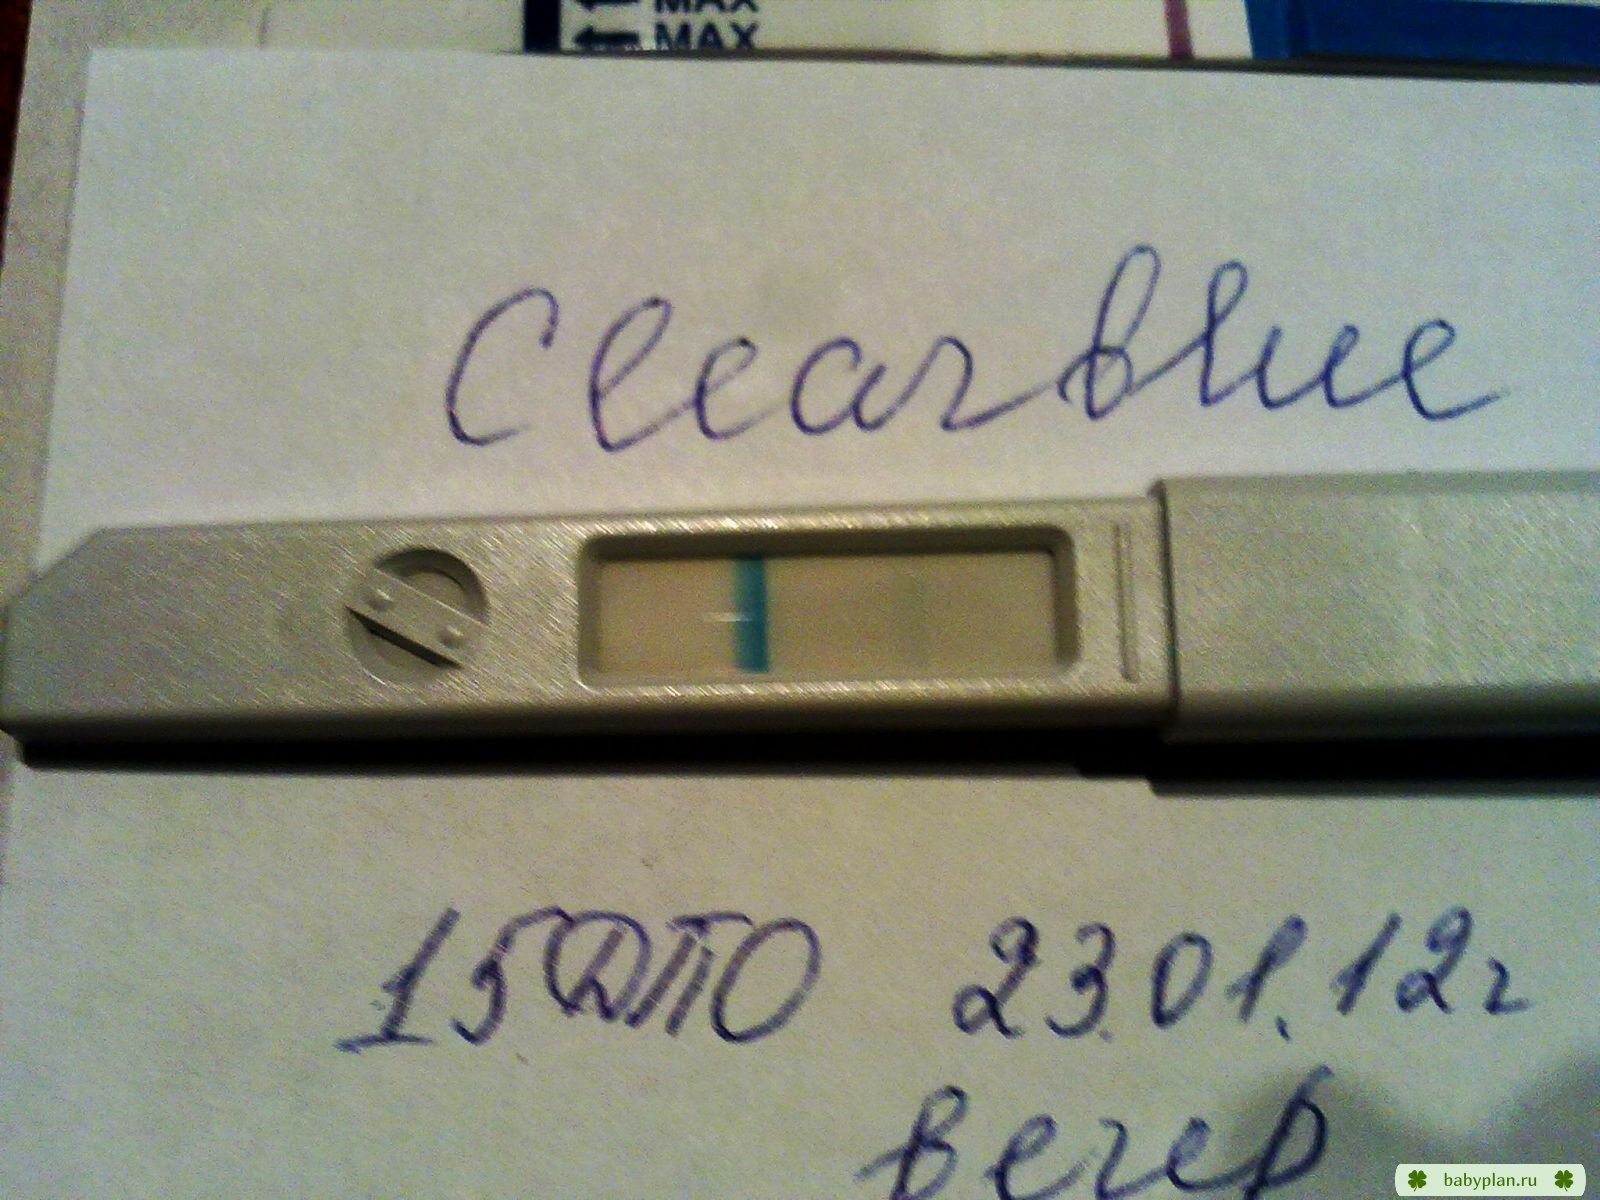 MAX
MAX
Clearblue
15ДПО 23.01.12г
вечер
babyplan.ru